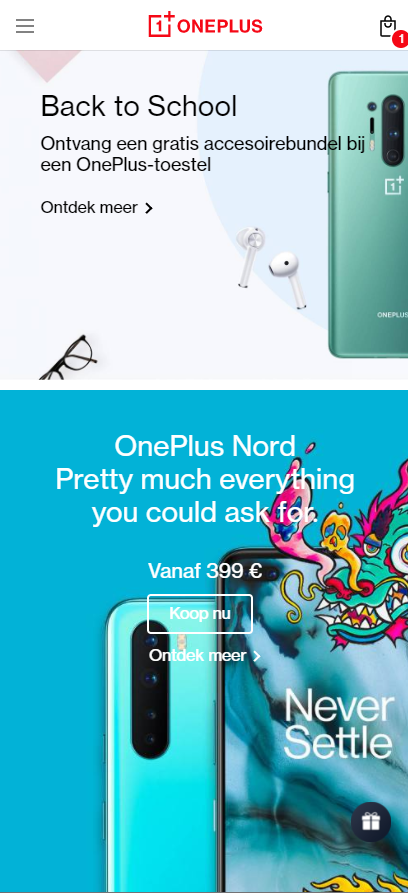 ONEPLUS
1
Back to School
Ontvang een gratis accesoirebundel bij
een OnePlus-toestel
Ontdek meer
ONEPLUS
OnePlus Nord
Pretty much everything
you could ask for.
Vanaf 399 €
Koop nu
Ontdek meer
Never
Settle